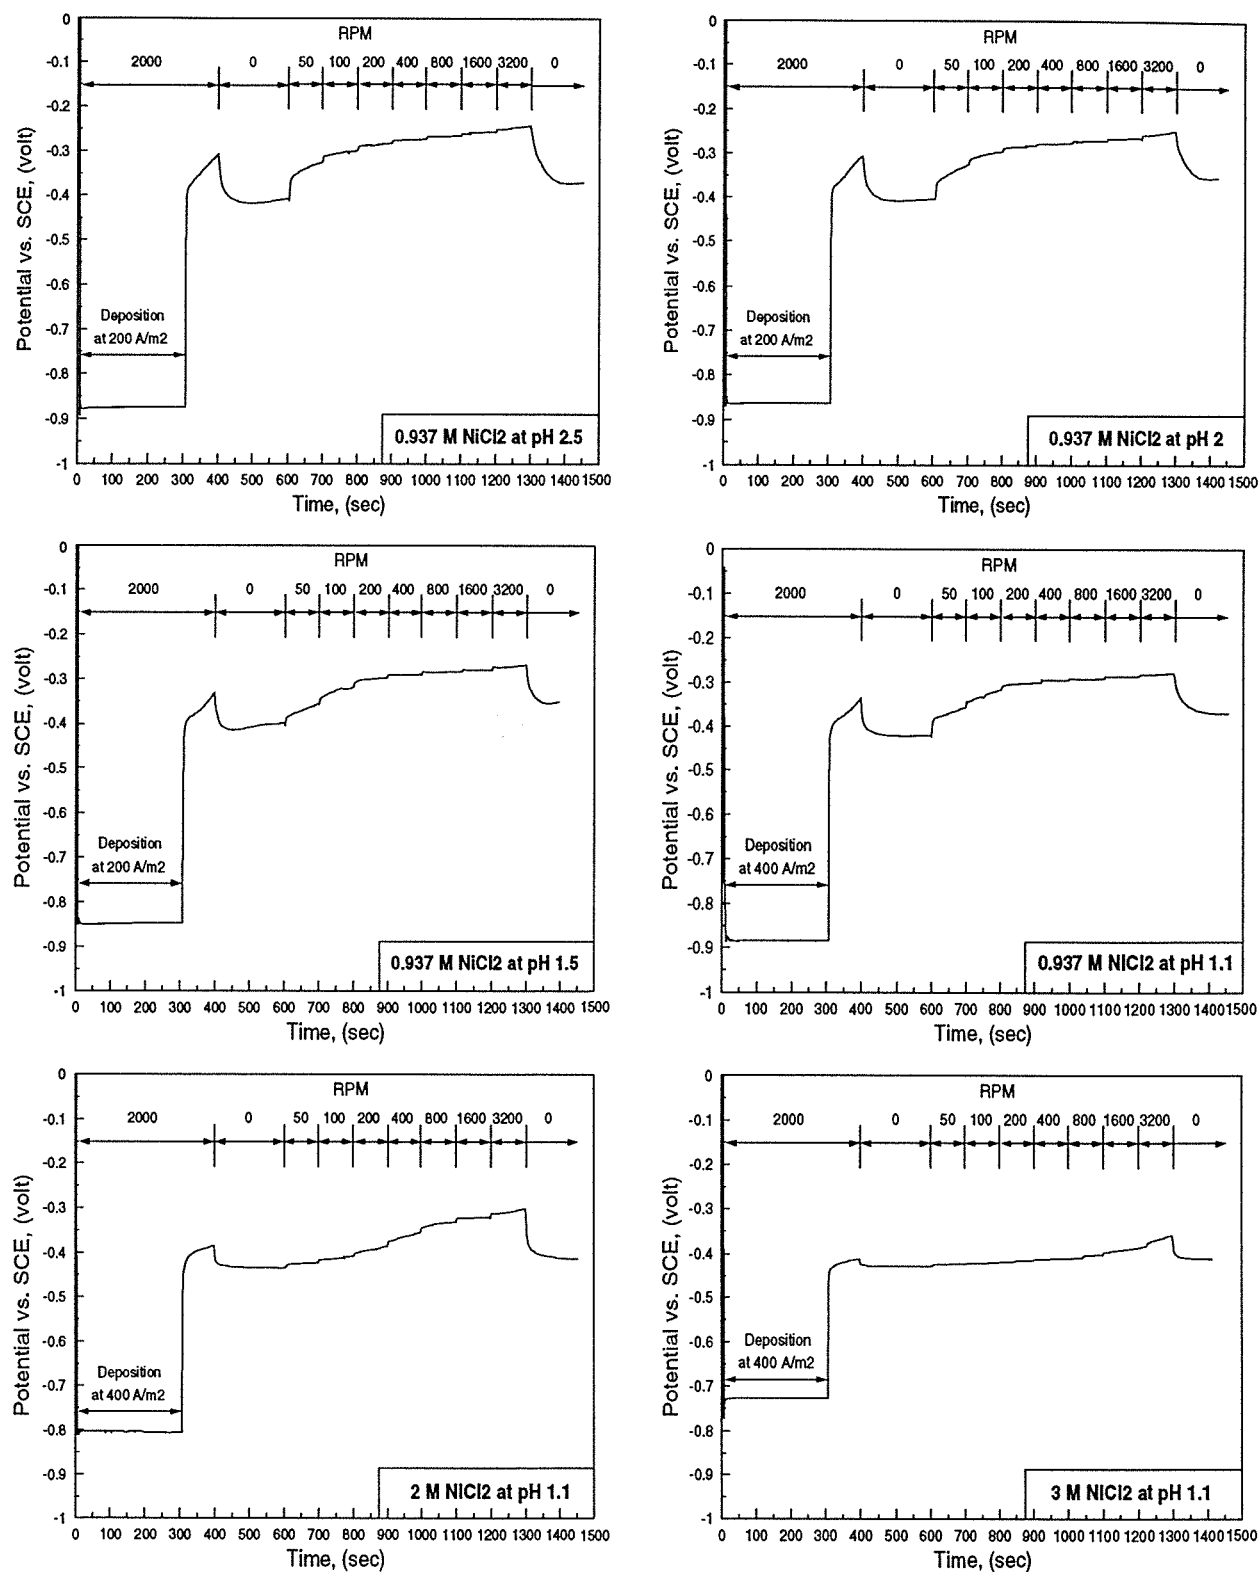 RPM
2000 0 50 100 200 400 800 1600 3200 0
Potential vs. SCE, (volt)
0
-0.1
-0.2
-0.3
-0.4
-0.5
-0.6
-0.7
-0.8
-0.9
-1
Deposition
at 200 A/m2
0.937 M NiCl2 at pH 2.5
0 100 200 300 400 500 600 700 800 900 1000 1100 1200 1300 1400 1500
Time, (sec)
RPM
2000 0 50 100 200 400 800 1600 3200 0
Potential vs. SCE, (volt)
0
-0.1
-0.2
-0.3
-0.4
-0.5
-0.6
-0.7
-0.8
-0.9
-1
Deposition
at 200 A/m2
0.937 M NiCl2 at pH 2
0 100 200 300 400 500 600 700 800 900 1000 1100 1200 1300 1400 1500
Time, (sec)
RPM
2000 0 50 100 200 400 800 1600 3200 0
Potential vs. SCE, (volt)
0
-0.1
-0.2
-0.3
-0.4
-0.5
-0.6
-0.7
-0.8
-0.9
-1
Deposition
at 200 A/m2
0.937 M NiCl2 at pH 1.5
0 100 200 300 400 500 600 700 800 900 1000 1100 1200 1300 1400 1500
Time, (sec)
RPM
2000 0 50 100 200 400 800 1600 3200 0
Potential vs. SCE, (volt)
0
-0.1
-0.2
-0.3
-0.4
-0.5
-0.6
-0.7
-0.8
-0.9
-1
Deposition
at 400 A/m2
0.937 M NiCl2 at pH 1.1
0 100 200 300 400 500 600 700 800 900 1000 1100 1200 1300 1400 1500
Time, (sec)
RPM
2000 0 50 100 200 400 800 1600 3200 0
Potential vs. SCE, (volt)
0
-0.1
-0.2
-0.3
-0.4
-0.5
-0.6
-0.7
-0.8
-0.9
-1
Deposition
at 400 A/m2
2 M NiCl2 at pH 1.1
0 100 200 300 400 500 600 700 800 900 1000 1100 1200 1300 1400 1500
Time, (sec)
RPM
2000 0 50 100 200 400 800 1600 3200 0
Potential vs. SCE, (volt)
0
-0.1
-0.2
-0.3
-0.4
-0.5
-0.6
-0.7
-0.8
-0.9
-1
Deposition
at 400 A/m2
3 M NiCl2 at pH 1.1
0 100 200 300 400 500 600 700 800 900 1000 1100 1200 1300 1400 1500
Time, (sec)